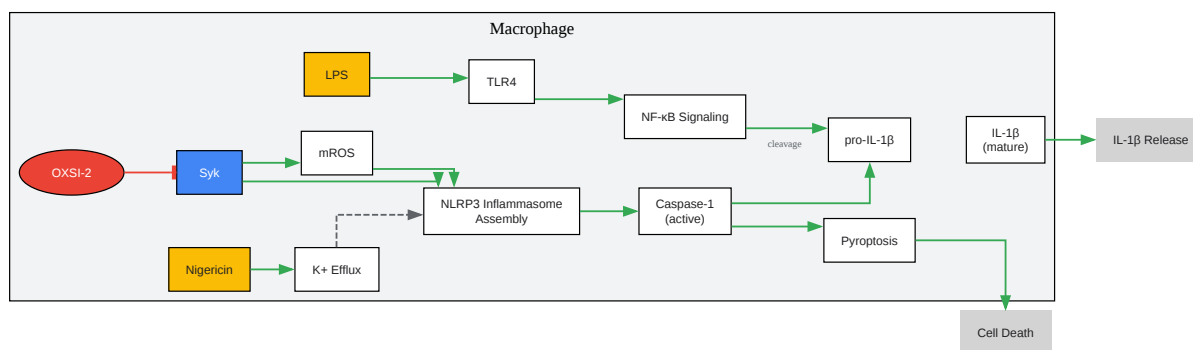 Macrophage
LPS
TLR4
NF-κB Signaling
cleavage
pro-IL-1β
IL-1β
(mature)
IL-1β Release
OXSI-2
Syk
mROS
NLRP3 Inflammasome
Assembly
Caspase-1
(active)
Pyroptosis
Nigericin
K+ Efflux
Cell Death